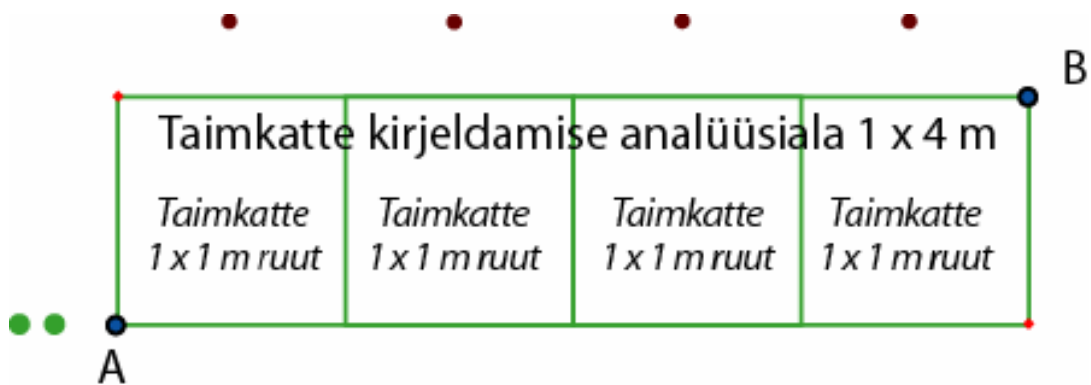 B
Taimkatte kirjeldamise analüüsiala 1 x 4 m
Taimkatte
1 x 1 m ruut
Taimkatte
1 x 1 m ruut
Taimkatte
1 x 1 m ruut
Taimkatte
1 x 1 m ruut
A